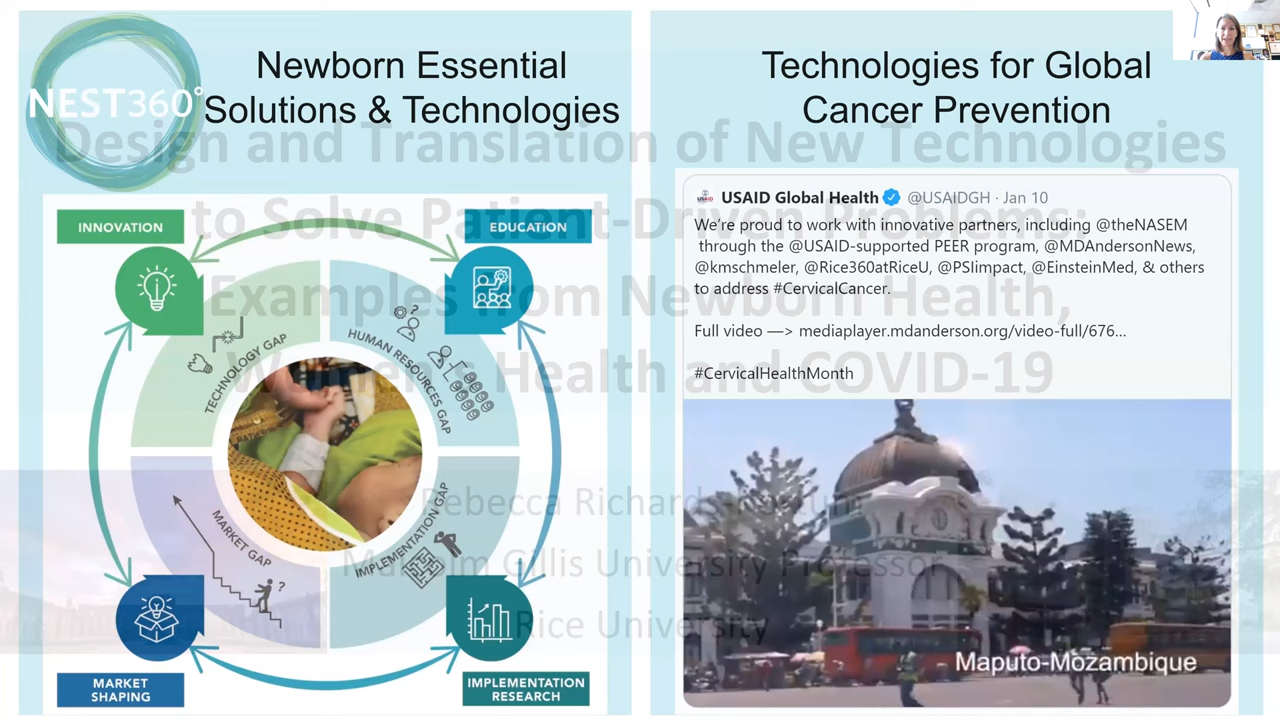 NEST360°
Newborn Essential
Solutions & Technologies
INNOVATION
EDUCATION
TECHNOLOGY GAP
HUMAN RESOURCES GAP
MARKET GAP
IMPLEMENTATION GAP
MARKET
SHAPING
IMPLEMENTATION
RESEARCH
Technologies for Global
Cancer Prevention
USAID
USAID Global Health @USAIDGH · Jan 10
We're proud to work with innovative partners, including @theNASEM
through the @USAID-supported PEER program, @MDAndersonNews,
@kmschmeler, @Rice360atRiceU, @PSIimpact, @EinsteinMed, & others
to address #CervicalCancer.
Full video —> mediaplayer.mdanderson.org/video-full/676…
#CervicalHealthMonth
Maputo-Mozambique
Design and Translation of New Technologies
to Solve Patient-Driven Problems:
Examples from Newborn Health,
Women's Health and COVID-19
Rebecca Richards-Kortum
Malcolm Gillis University Professor
Rice University